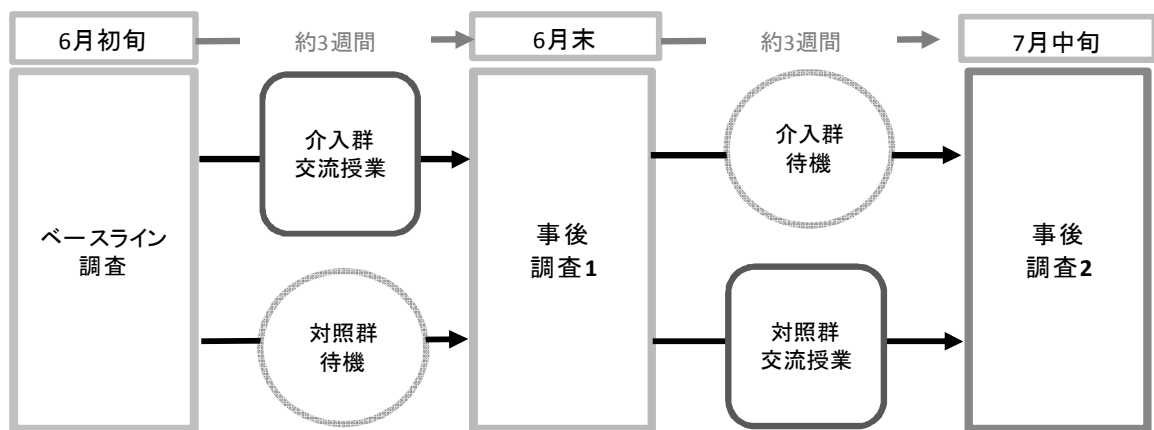 6月初旬
約3週間
6月末
約3週間
7月中旬
ベースライン
調査
介入群
交流授業
対照群
待機
事後
調査1
介入群
待機
対照群
交流授業
事後
調査2